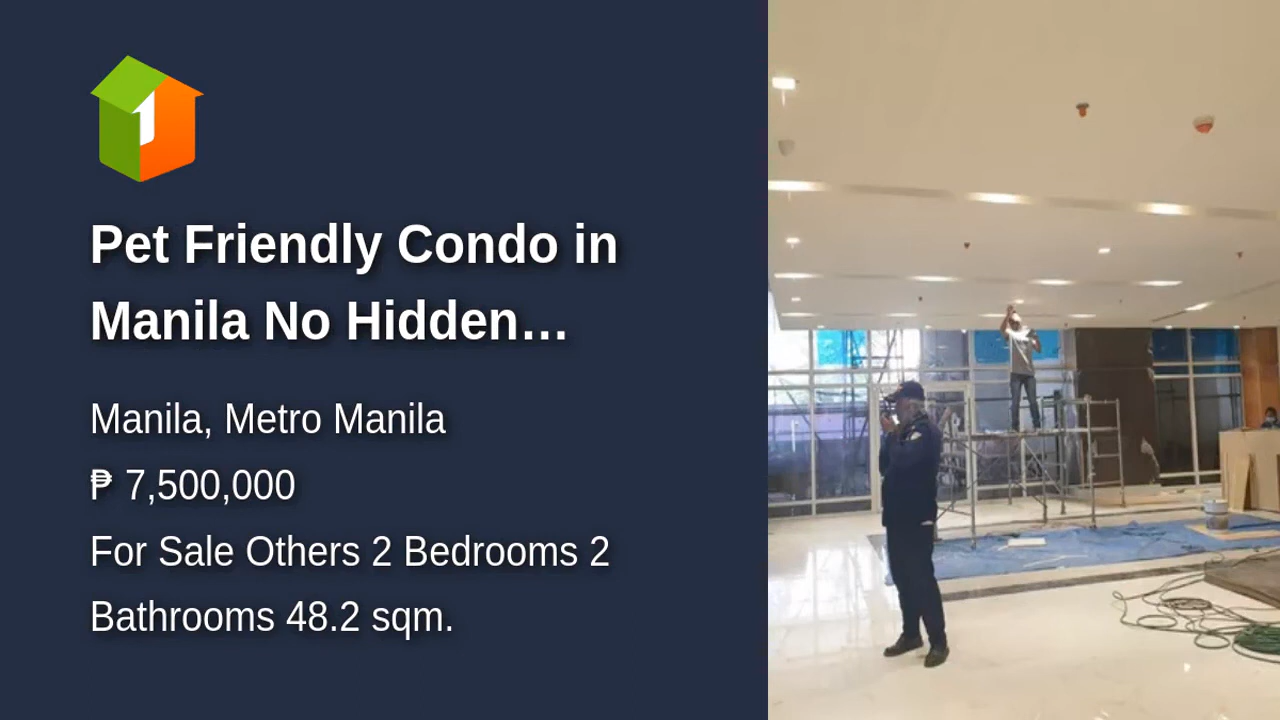 Pet Friendly Condo in
Manila No Hidden…
Manila, Metro Manila
₱ 7,500,000
For Sale Others 2 Bedrooms 2
Bathrooms 48.2 sqm.